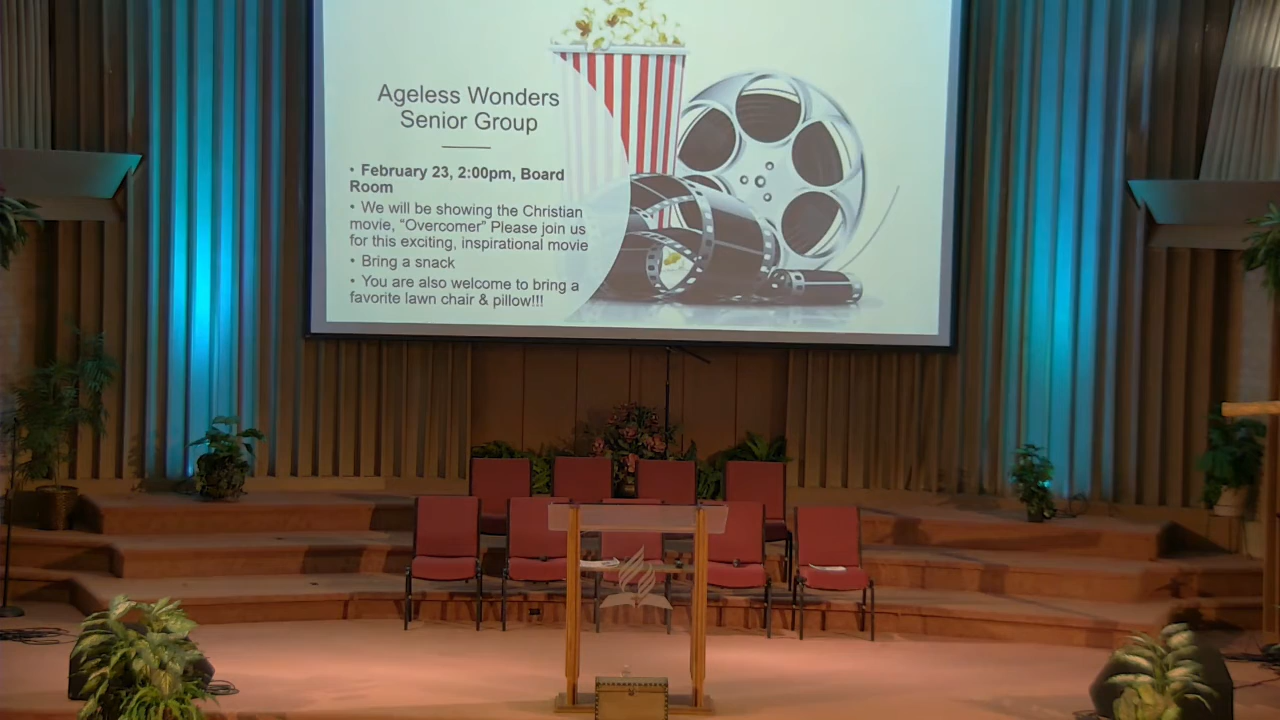 Ageless Wonders
Senior Group
• February 23, 2:00pm, Board
Room
• We will be showing the Christian
movie, “Overcomer” Please join us
for this exciting, inspirational movie
• Bring a snack
• You are also welcome to bring a
favorite lawn chair & pillow!!!